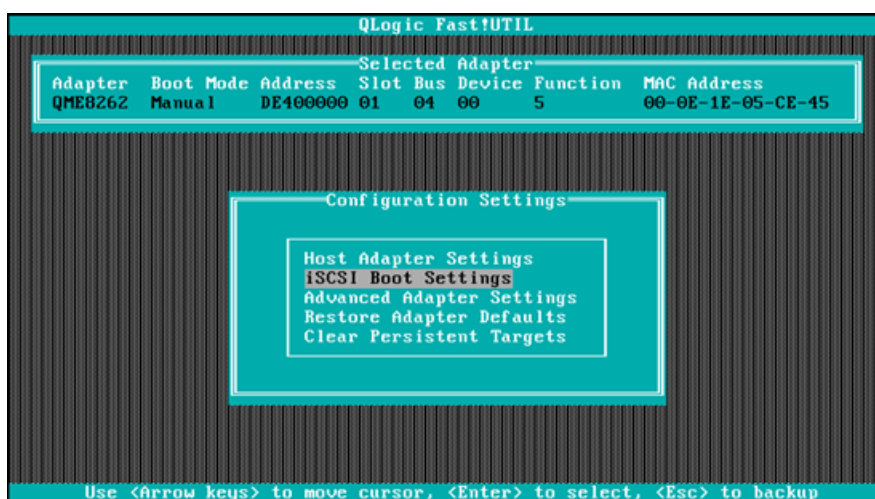 QLogic Fast!UTIL
Selected Adapter
Adapter Boot Mode Address Slot Bus Device Function MAC Address
QME8262 Manual DE400000 01 04 00 5 00-0E-1E-05-CE-45
Configuration Settings
Host Adapter Settings
iSCSI Boot Settings
Advanced Adapter Settings
Restore Adapter Defaults
Clear Persistent Targets
Use <Arrow keys> to move cursor, <Enter> to select, <Esc> to backup